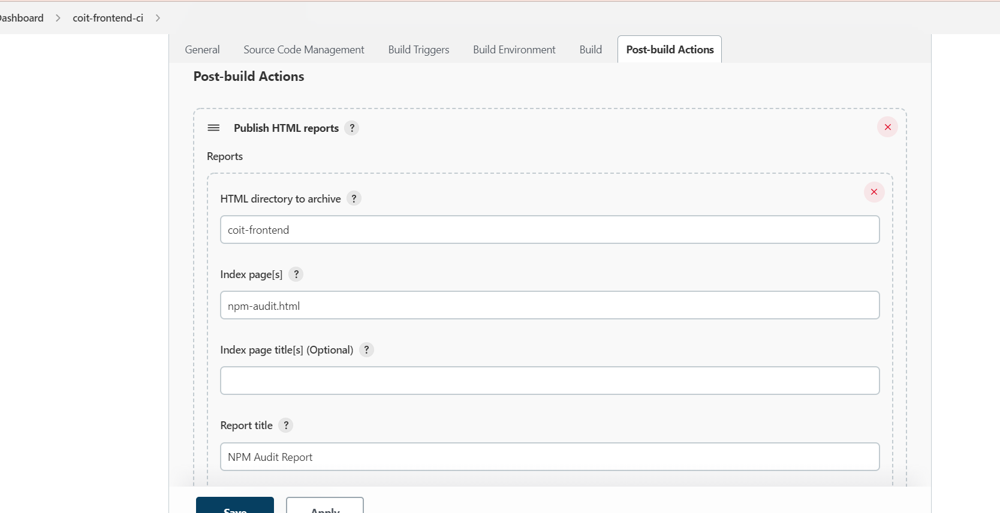 Dashboard > coit-frontend-ci >
General Source Code Management Build Triggers Build Environment Build Post-build Actions
Post-build Actions
Publish HTML reports ?
Reports
HTML directory to archive ?
coit-frontend
Index page[s] ?
npm-audit.html
Index page title[s] (Optional) ?
Report title ?
NPM Audit Report
Save Apply